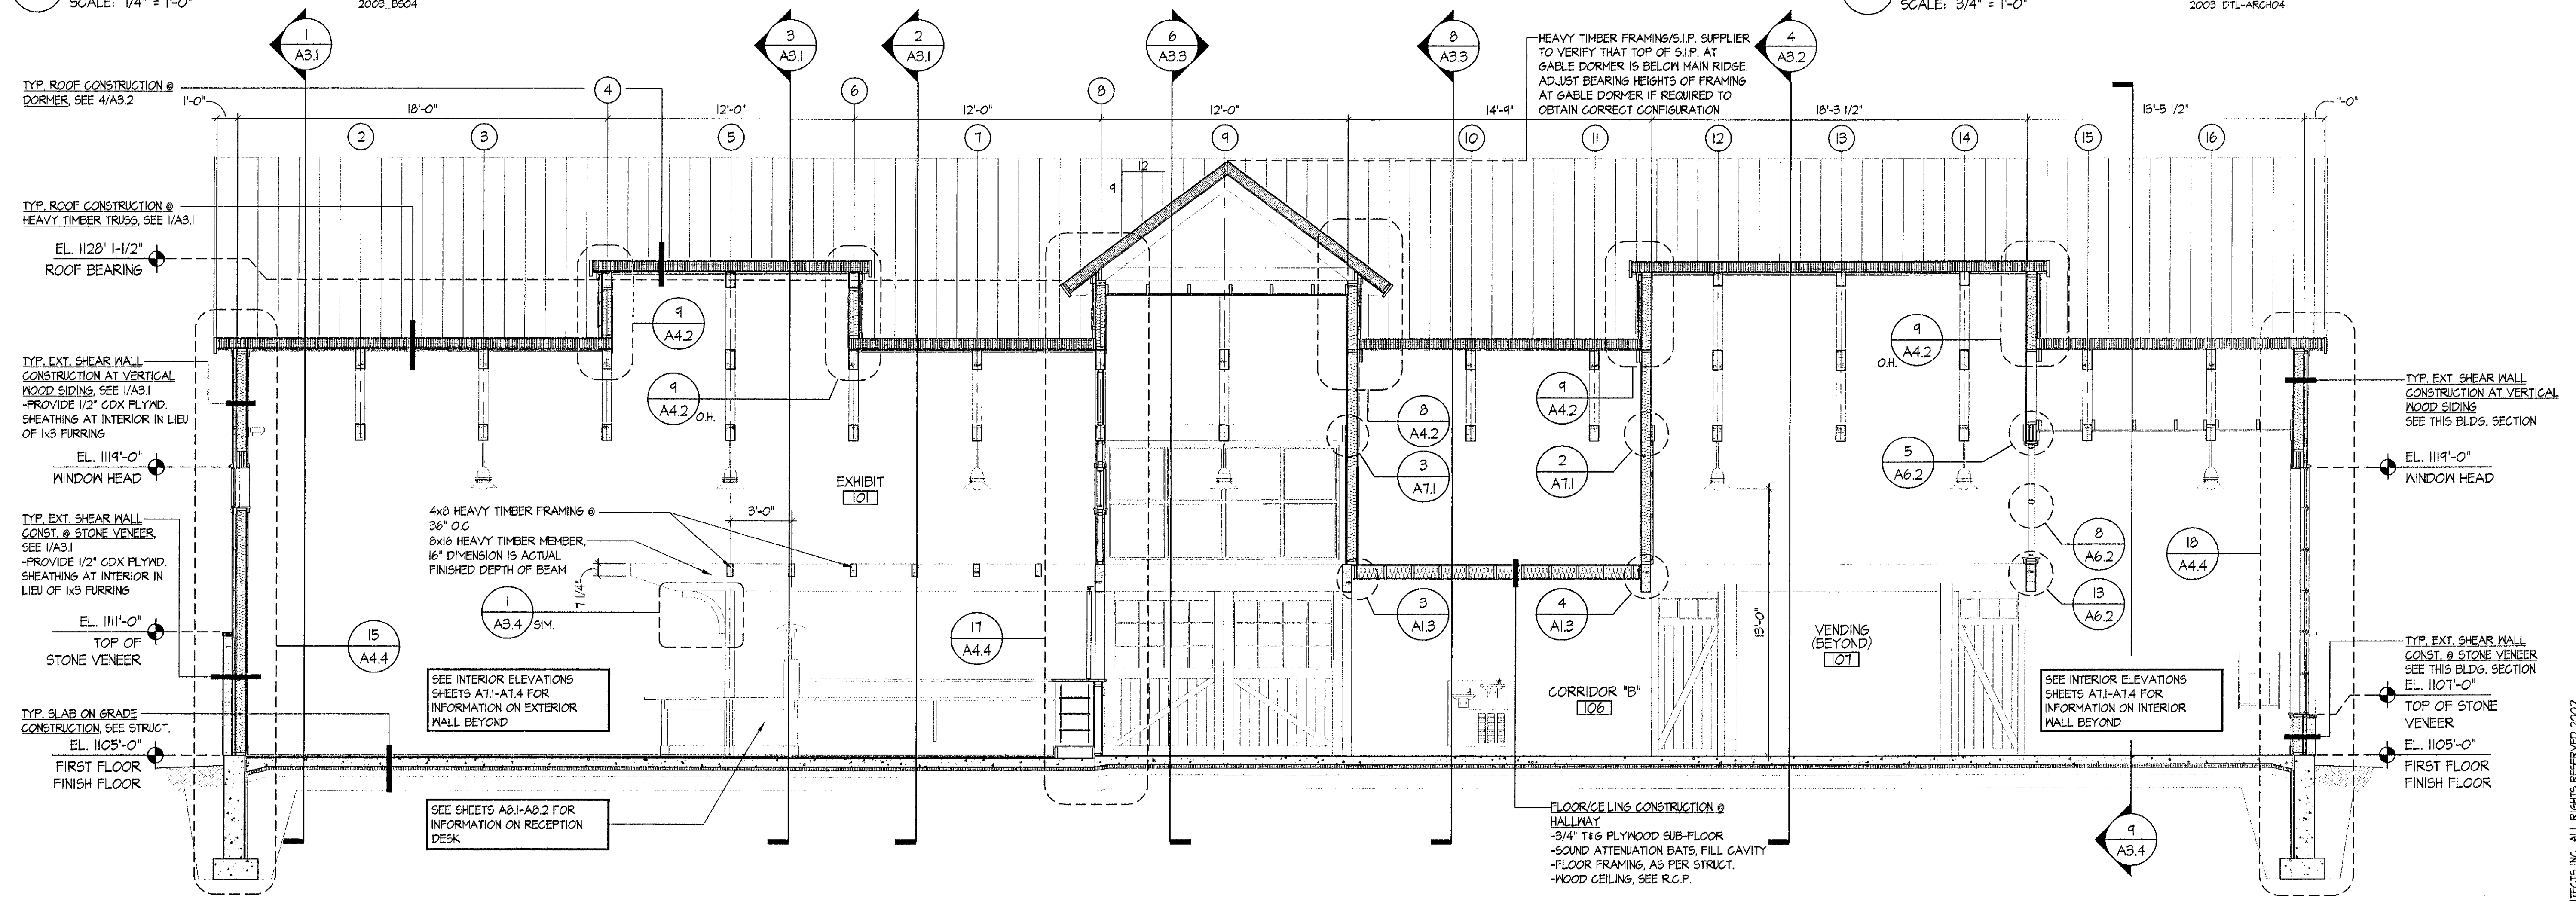 SCALE: 1/4" = 1'-0"
2003_BS04
SCALE: 3/4" = 1'-0"
2003_DTL-ARCH04
1
A3.1
3
A3.1
2
A3.1
6
A3.3
8
A3.3
4
A3.2
HEAVY TIMBER FRAMING/S.I.P. SUPPLIER
TO VERIFY THAT TOP OF S.I.P. AT
GABLE DORMER IS BELOW MAIN RIDGE.
ADJUST BEARING HEIGHTS OF FRAMING
AT GABLE DORMER IF REQUIRED TO
OBTAIN CORRECT CONFIGURATION
TYP. ROOF CONSTRUCTION @
DORMER, SEE 4/A3.2
1'-0"
18'-0"
4
12'-0"
6
12'-0"
8
12'-0"
14'-9"
18'-3 1/2"
13'-5 1/2"
1'-0"
2
3
5
7
9
10
11
12
13
14
15
16
12
9
TYP. ROOF CONSTRUCTION @
HEAVY TIMBER TRUSS, SEE 1/A3.1
EL. 1128' 1-1/2"
ROOF BEARING
9
A4.2
9
A4.2
O.H.
8
A4.2
9
A4.2
9
A4.2
O.H.
TYP. EXT. SHEAR WALL
CONSTRUCTION AT VERTICAL
WOOD SIDING, SEE 1/A3.1
-PROVIDE 1/2" CDX PLYWD.
SHEATHING AT INTERIOR IN LIEU
OF 1x3 FURRING
TYP. EXT. SHEAR WALL
CONSTRUCTION AT VERTICAL
WOOD SIDING
SEE THIS BLDG. SECTION
EL. 1119'-0"
WINDOW HEAD
3
A7.1
2
A7.1
5
A6.2
EL. 1119'-0"
WINDOW HEAD
EXHIBIT
101
TYP. EXT. SHEAR WALL
CONST. @ STONE VENEER,
SEE 1/A3.1
-PROVIDE 1/2" CDX PLYWD.
SHEATHING AT INTERIOR IN
LIEU OF 1x3 FURRING
4x8 HEAVY TIMBER FRAMING @
36" O.C.
8x16 HEAVY TIMBER MEMBER,
16" DIMENSION IS ACTUAL
FINISHED DEPTH OF BEAM
3'-0"
7 1/4"
8
A6.2
18
A4.4
1
A3.4
SIM.
3
A1.3
4
A1.3
13
A6.2
13'-0"
EL. 1111'-0"
TOP OF
STONE VENEER
15
A4.4
17
A4.4
VENDING
(BEYOND)
107
TYP. EXT. SHEAR WALL
CONST. @ STONE VENEER
SEE THIS BLDG. SECTION
SEE INTERIOR ELEVATIONS
SHEETS A7.1-A7.4 FOR
INFORMATION ON EXTERIOR
WALL BEYOND
CORRIDOR "B"
106
SEE INTERIOR ELEVATIONS
SHEETS A7.1-A7.4 FOR
INFORMATION ON INTERIOR
WALL BEYOND
EL. 1107'-0"
TOP OF STONE
VENEER
TYP. SLAB ON GRADE
CONSTRUCTION, SEE STRUCT.
EL. 1105'-0"
FIRST FLOOR
FINISH FLOOR
EL. 1105'-0"
FIRST FLOOR
FINISH FLOOR
SEE SHEETS A8.1-A8.2 FOR
INFORMATION ON RECEPTION
DESK
FLOOR/CEILING CONSTRUCTION @
HALLWAY
-3/4" T&G PLYWOOD SUB-FLOOR
-SOUND ATTENUATION BATS, FILL CAVITY
-FLOOR FRAMING, AS PER STRUCT.
-WOOD CEILING, SEE R.C.P.
9
A3.4
INC. ALL RIGHTS RESERVED